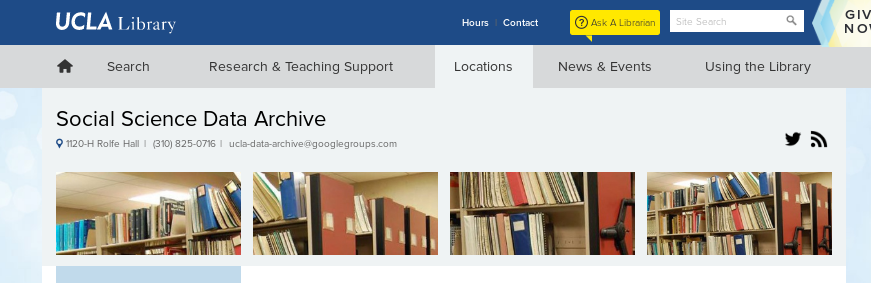 UCLA Library
Hours | Contact
Ask A Librarian
Site Search
GIV
NOW
Search
Research & Teaching Support
Locations
News & Events
Using the Library
Social Science Data Archive
1120-H Rolfe Hall | (310) 825-0716 | ucla-data-archive@googlegroups.com